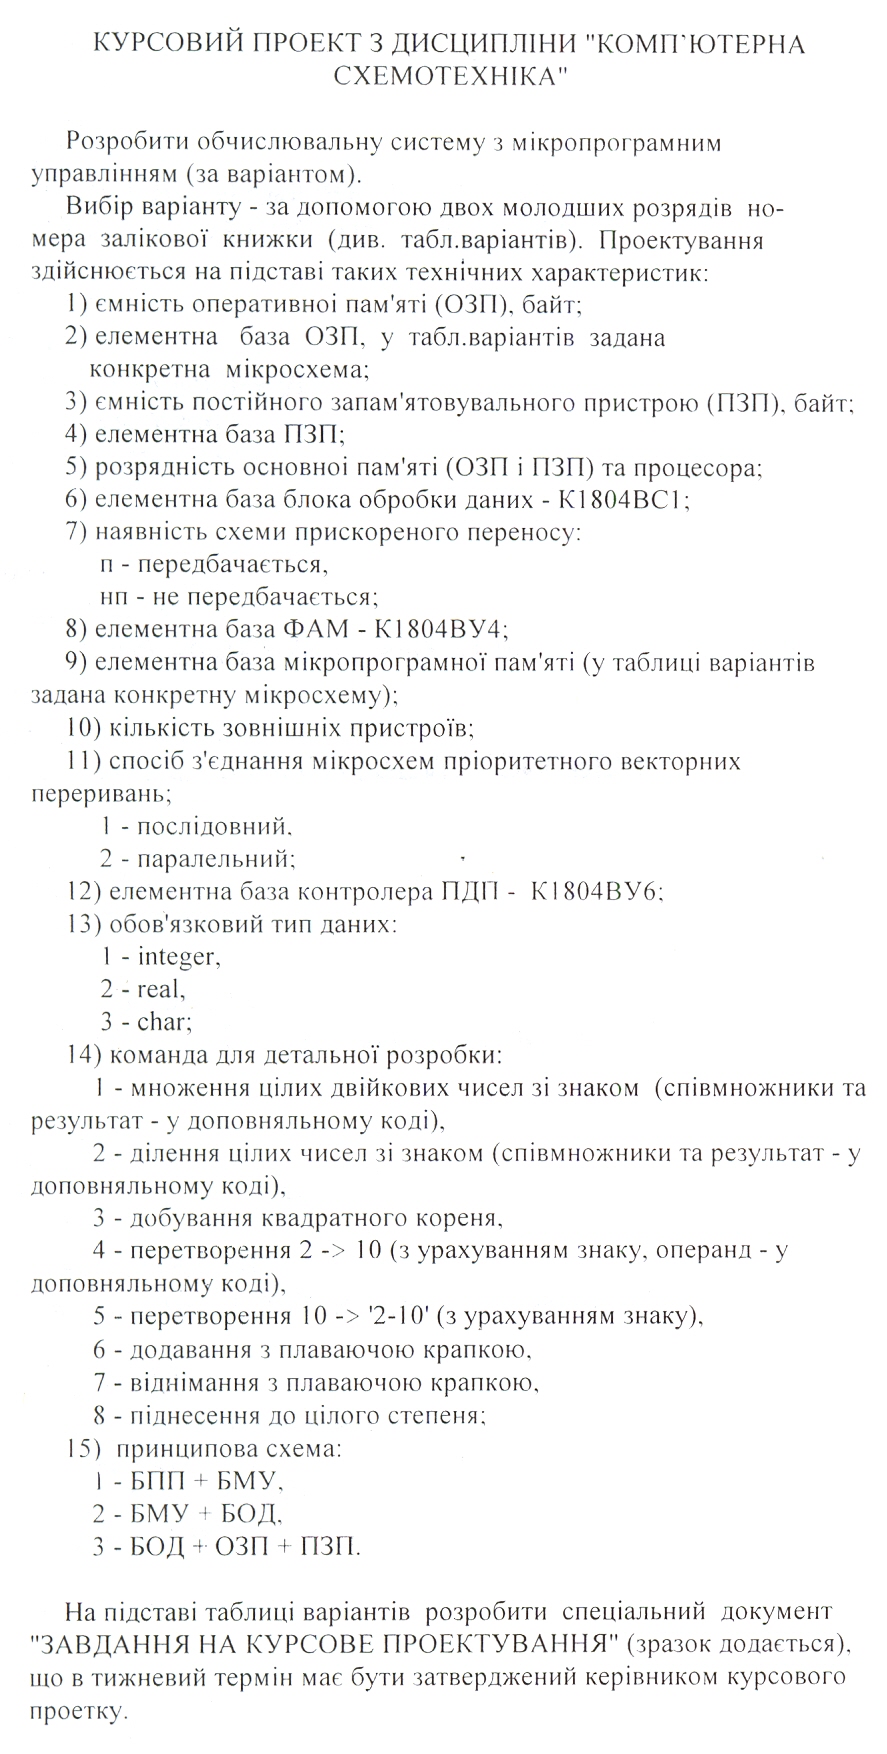 КУРСОВИЙ ПРОЕКТ З ДИСЦИПЛІНИ "КОМП`ЮТЕРНА
СХЕМОТЕХНІКА"
Розробити обчислювальну систему з мікропрограмним
управлінням (за варіантом).
Вибір варіанту - за допомогою двох молодших розрядів но-
мера залікової книжки (див. табл.варіантів). Проектування
здійснюється на підставі таких технічних характеристик:
1) ємність оперативноі пам'яті (ОЗП), байт;
2) елементна база ОЗП, у табл.варіантів задана
конкретна мікросхема;
3) ємність постійного запам'ятовувального пристрою (ПЗП), байт;
4) елементна база ПЗП;
5) розрядність основноі пам'яті (ОЗП і ПЗП) та процесора;
6) елементна база блока обробки даних - К1804ВС1;
7) наявність схеми прискореного переносу:
п - передбачається,
нп - не передбачається;
8) елементна база ФАМ - К1804ВУ4;
9) елементна база мікропрограмної пам'яті (у таблиці варіантів
задана конкретну мікросхему);
10) кількість зовнішніх пристроїв;
11) спосіб з'єднання мікросхем пріоритетного векторних
переривань;
1 - послідовний,
2 - паралельний;
12) елементна база контролера ПДП - К1804ВУ6;
13) обов'язковий тип даних:
1 - integer,
2 - real,
3 - char;
14) команда для детальної розробки:
1 - множення цілих двійкових чисел зі знаком (співмножники та
результат - у доповняльному коді),
2 - ділення цілих чисел зі знаком (співмножники та результат - у
доповняльному коді),
3 - добування квадратного кореня,
4 - перетворення 2 -> 10 (з урахуванням знаку, операнд - у
доповняльному коді),
5 - перетворення 10 -> '2-10' (з урахуванням знаку),
6 - додавання з плаваючою крапкою,
7 - віднімання з плаваючою крапкою,
8 - піднесення до цілого степеня;
15) принципова схема:
1 - БПП + БМУ,
2 - БМУ + БОД,
3 - БОД + ОЗП + ПЗП.
На підставі таблиці варіантів розробити спеціальний документ
"ЗАВДАННЯ НА КУРСОВЕ ПРОЕКТУВАННЯ" (зразок додається),
що в тижневий термін має бути затверджений керівником курсового
проетку.